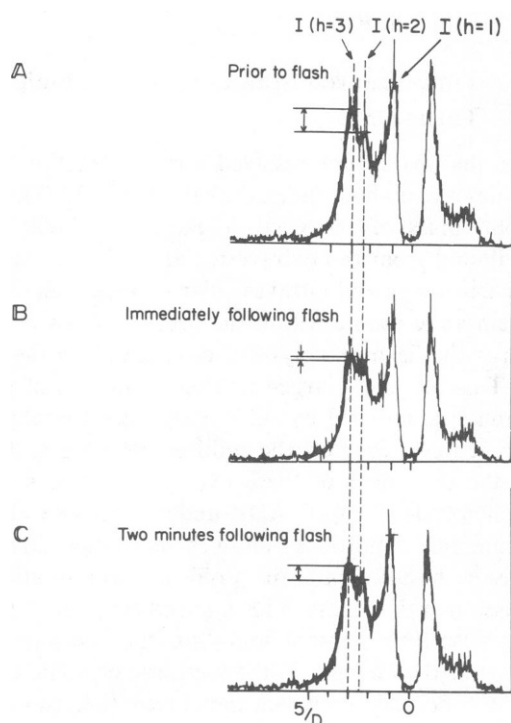 I (h=3) I (h=2) I (h=1)
A
Prior to flash
B
Immediately following flash
C
Two minutes following flash
5/D 0